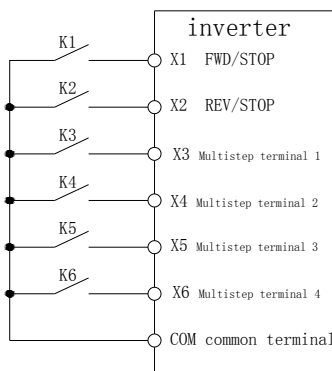 inverter
K1 X1 FWD/STOP
K2 X2 REV/STOP
K3 X3 Multistep terminal 1
K4 X4 Multistep terminal 2
K5 X5 Multistep terminal 3
K6 X6 Multistep terminal 4
COM common terminal